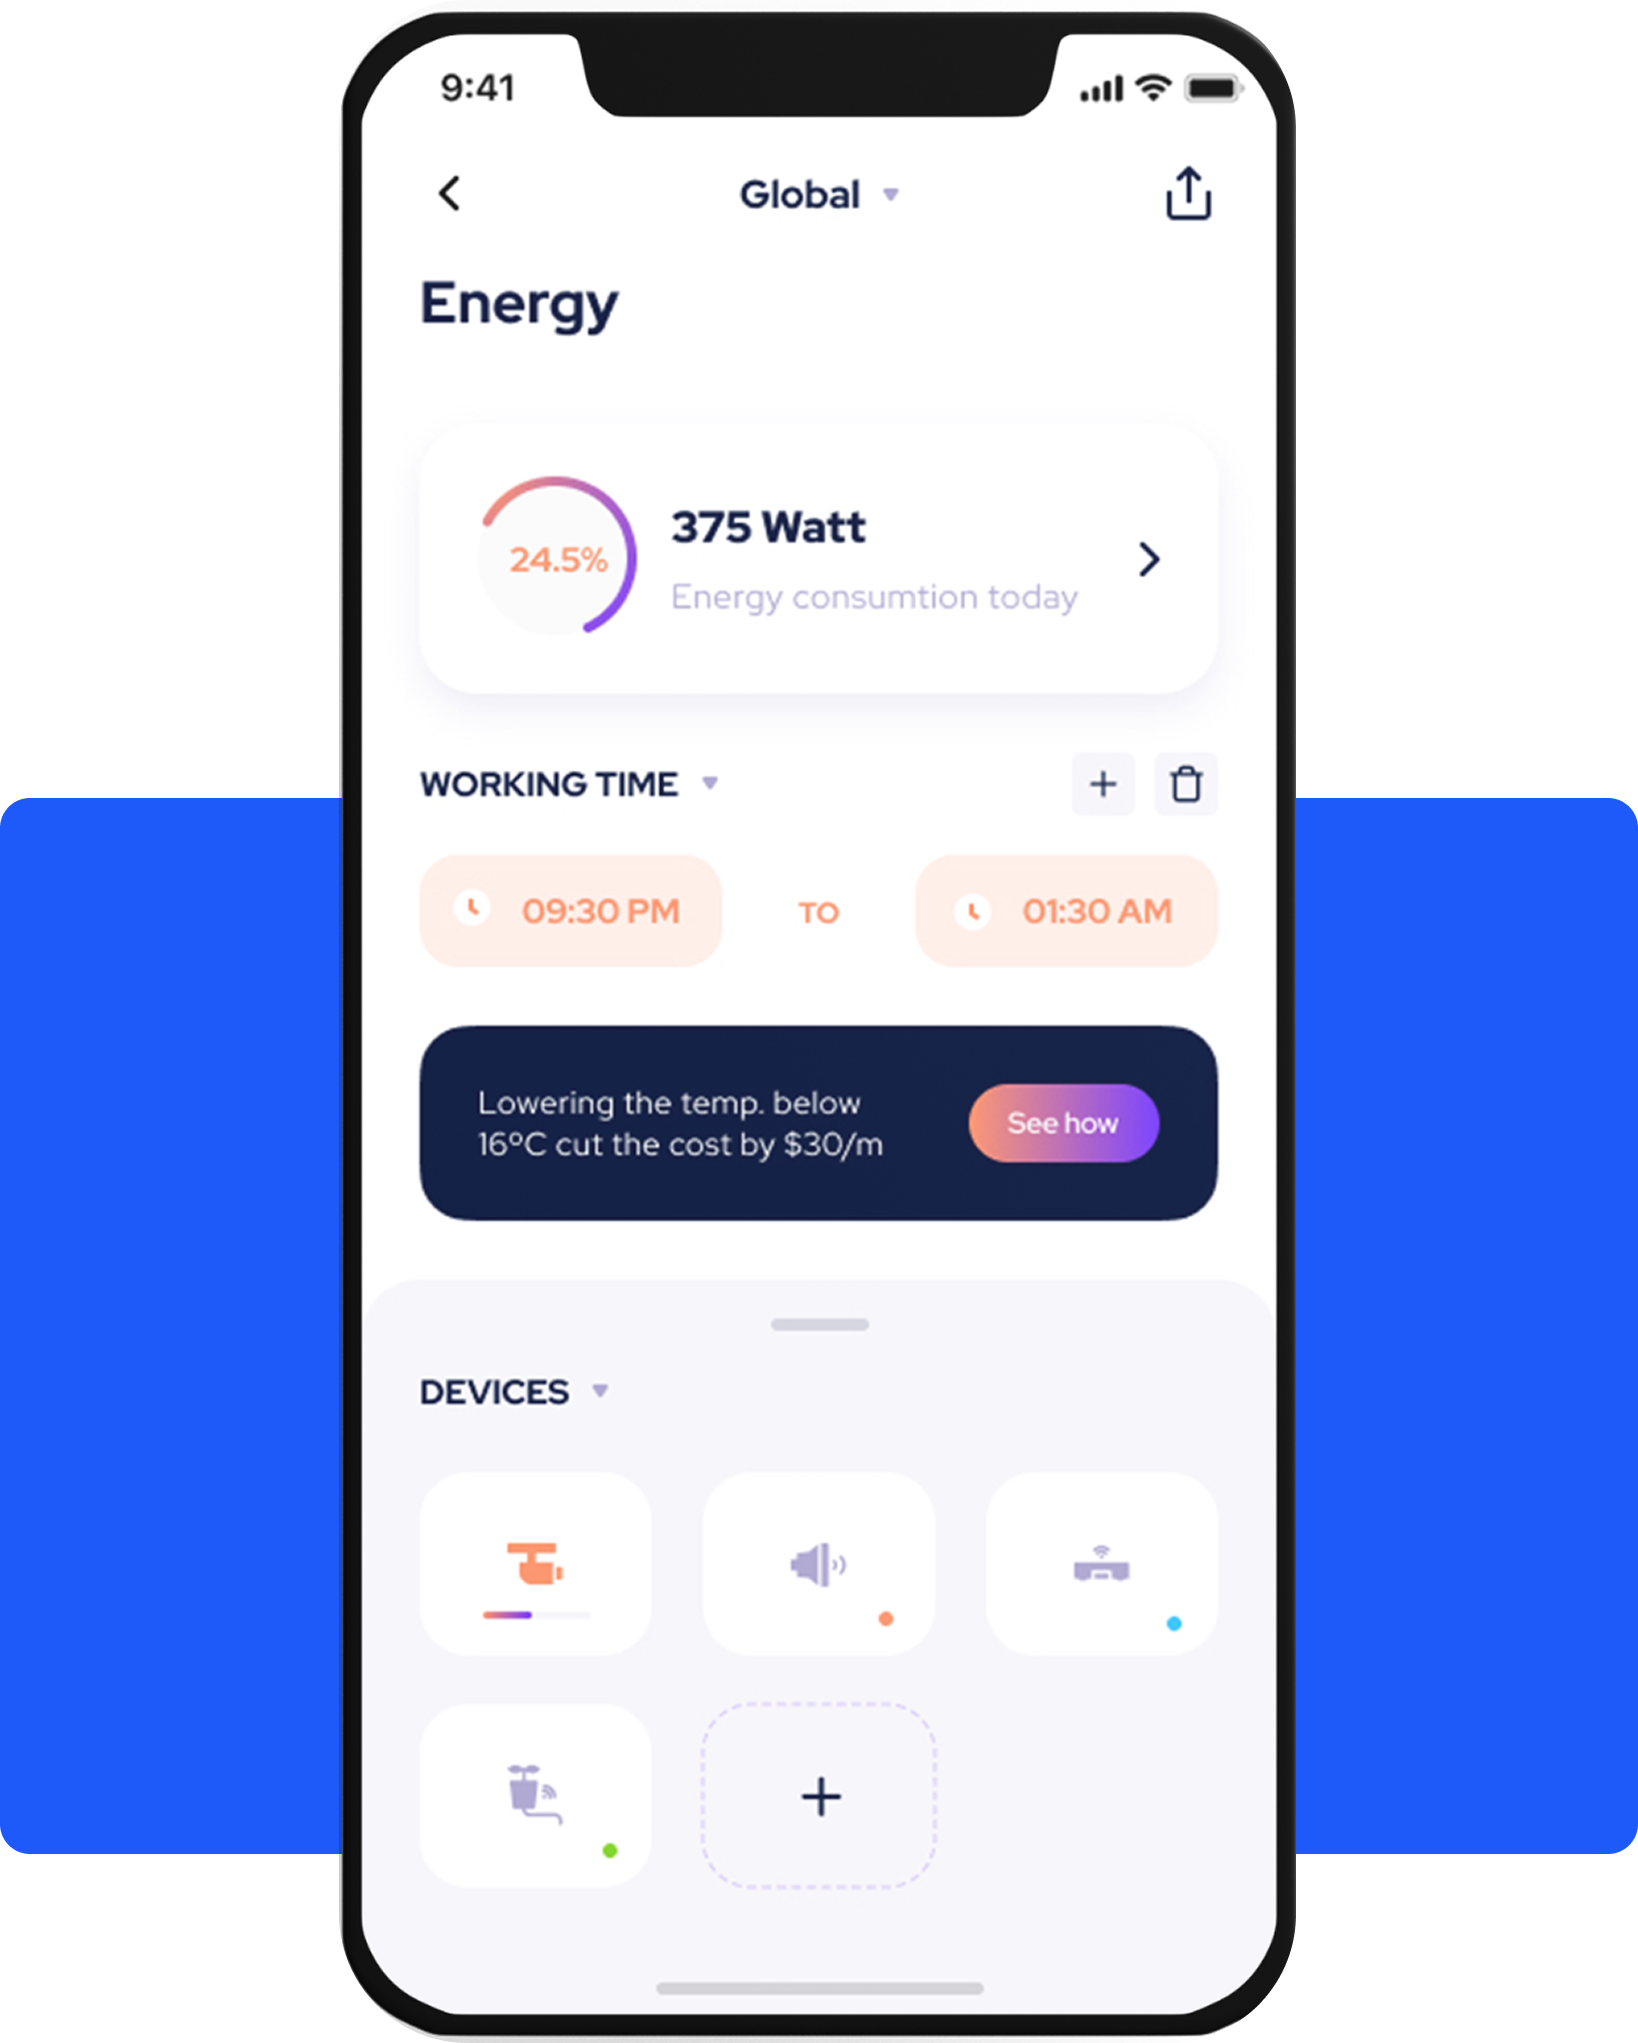 9:41
Global
Energy
24.5%
375 Watt
Energy consumtion today
WORKING TIME
09:30 PM
TO
01:30 AM
Lowering the temp. below
16°C cut the cost by $30/m
See how
DEVICES